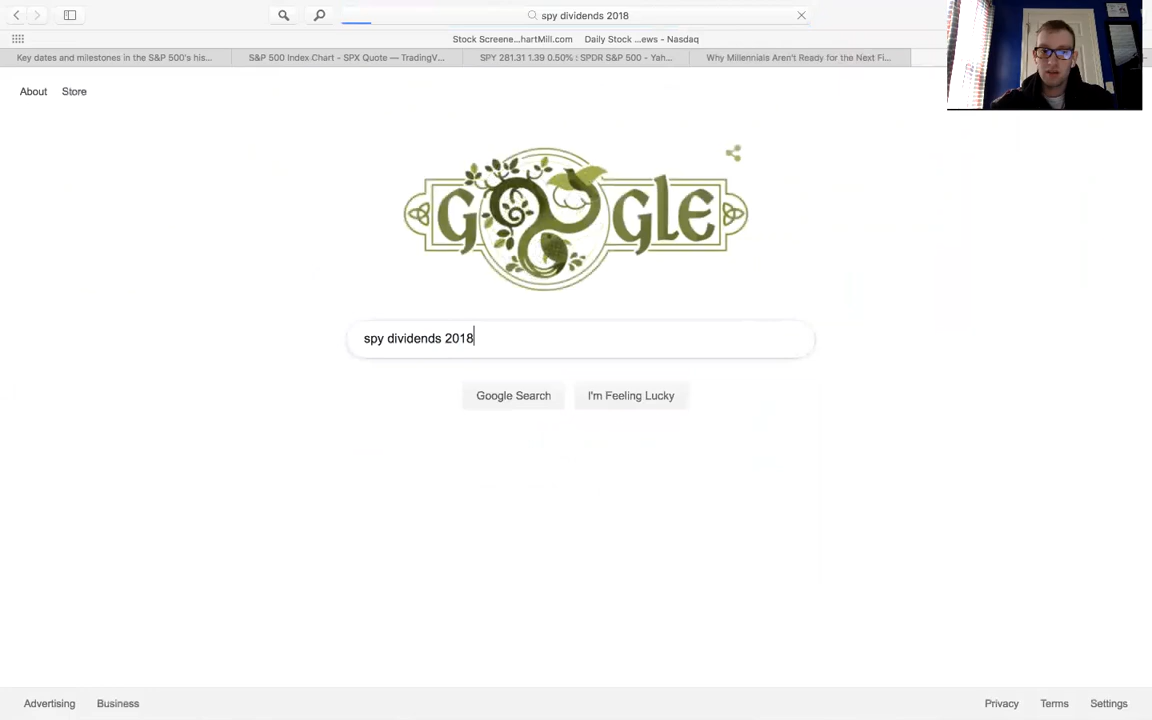 spy dividends 2018
Stock Screene...hartMill.com Daily Stock ...ews - Nasdaq
Key dates and milestones in the S&P 500's his... S&P 500 Index Chart - SPX Quote — TradingV... SPY 281.31 1.39 0.50% : SPDR S&P 500 - Yah... Why Millennials Aren't Ready for the Next Fi...
About Store
GOOGLE
spy dividends 2018
Google Search I'm Feeling Lucky
Advertising Business Privacy Terms Settings